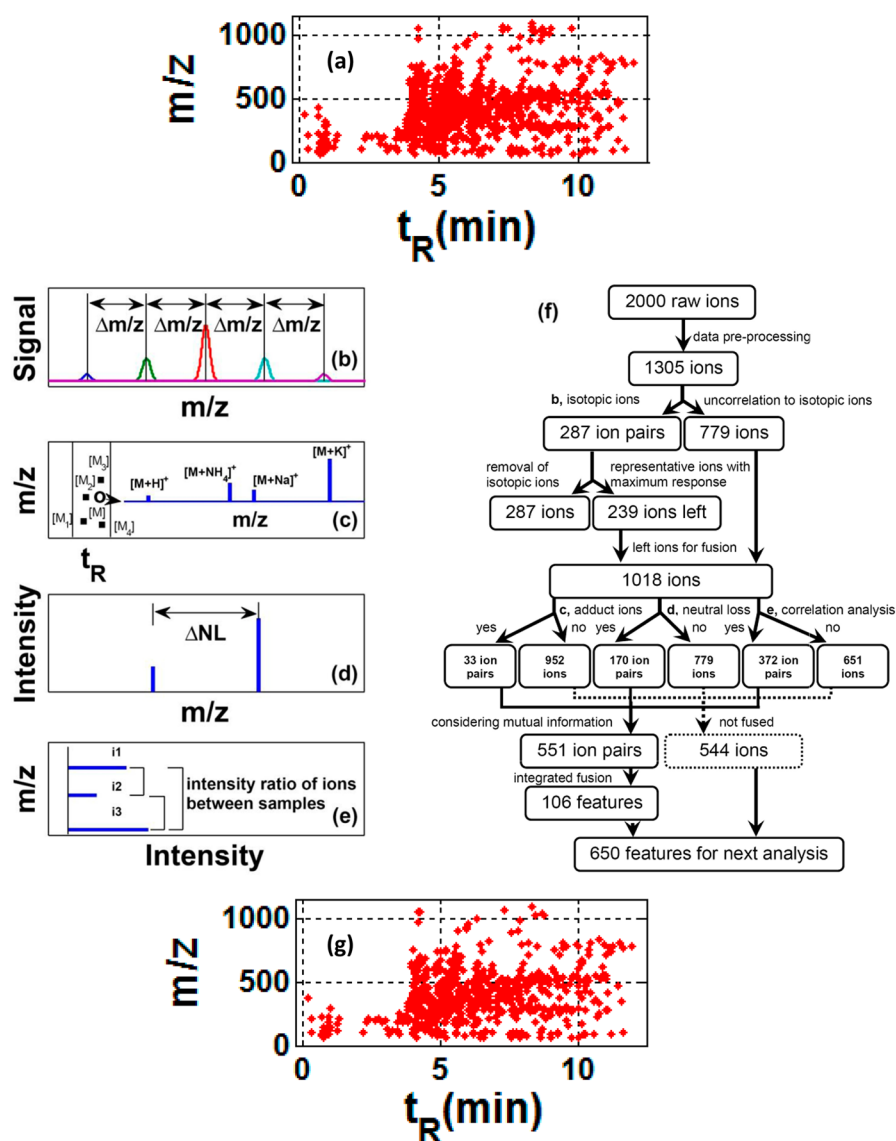 1000
(a)
m/z
500
0
0
5
10
t_R(min)
Signal
Δm/z
Δm/z
Δm/z
Δm/z
(b)
m/z
m/z
[M3]
[M2]
O
[M]
[M1]
[M4]
t_R
[M+H]+
[M+NH4]+
[M+Na]+
[M+K]+
m/z
(c)
Intensity
ΔNL
(d)
m/z
m/z
i1
i2
i3
intensity ratio of ions
between samples
(e)
Intensity
(f)
2000 raw ions
data pre-processing
1305 ions
b, isotopic ions
uncorrelation to isotopic ions
287 ion pairs
779 ions
removal of
isotopic ions
representative ions with
maximum response
287 ions
239 ions left
left ions for fusion
1018 ions
c, adduct ions
d, neutral loss
e, correlation analysis
yes
no
yes
no
yes
no
33 ion
pairs
952
ions
170 ion
pairs
779
ions
372 ion
pairs
651
ions
considering mutual information
not fused
551 ion pairs
544 ions
integrated fusion
106 features
650 features for next analysis
1000
(g)
m/z
500
0
0
5
10
t_R(min)